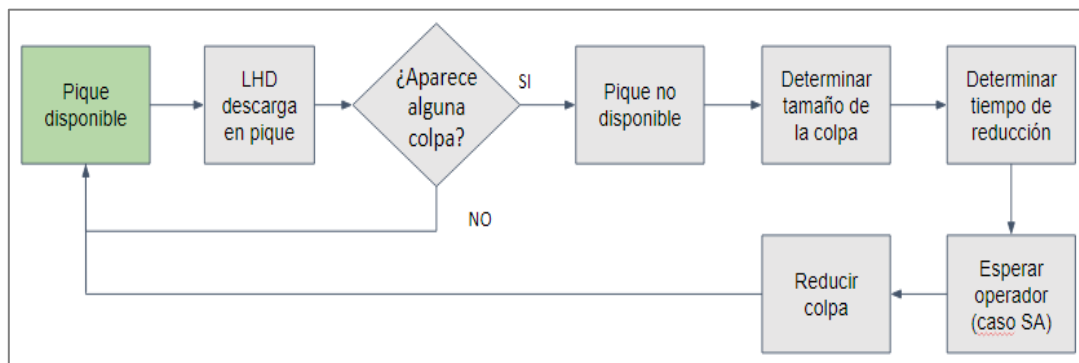 Pique
disponible
LHD
descarga
en pique
¿Aparece
alguna
colpa?
SI
NO
Pique no
disponible
Determinar
tamaño de
la colpa
Determinar
tiempo de
reducción
Esperar
operador
(caso SA)
Reducir
colpa